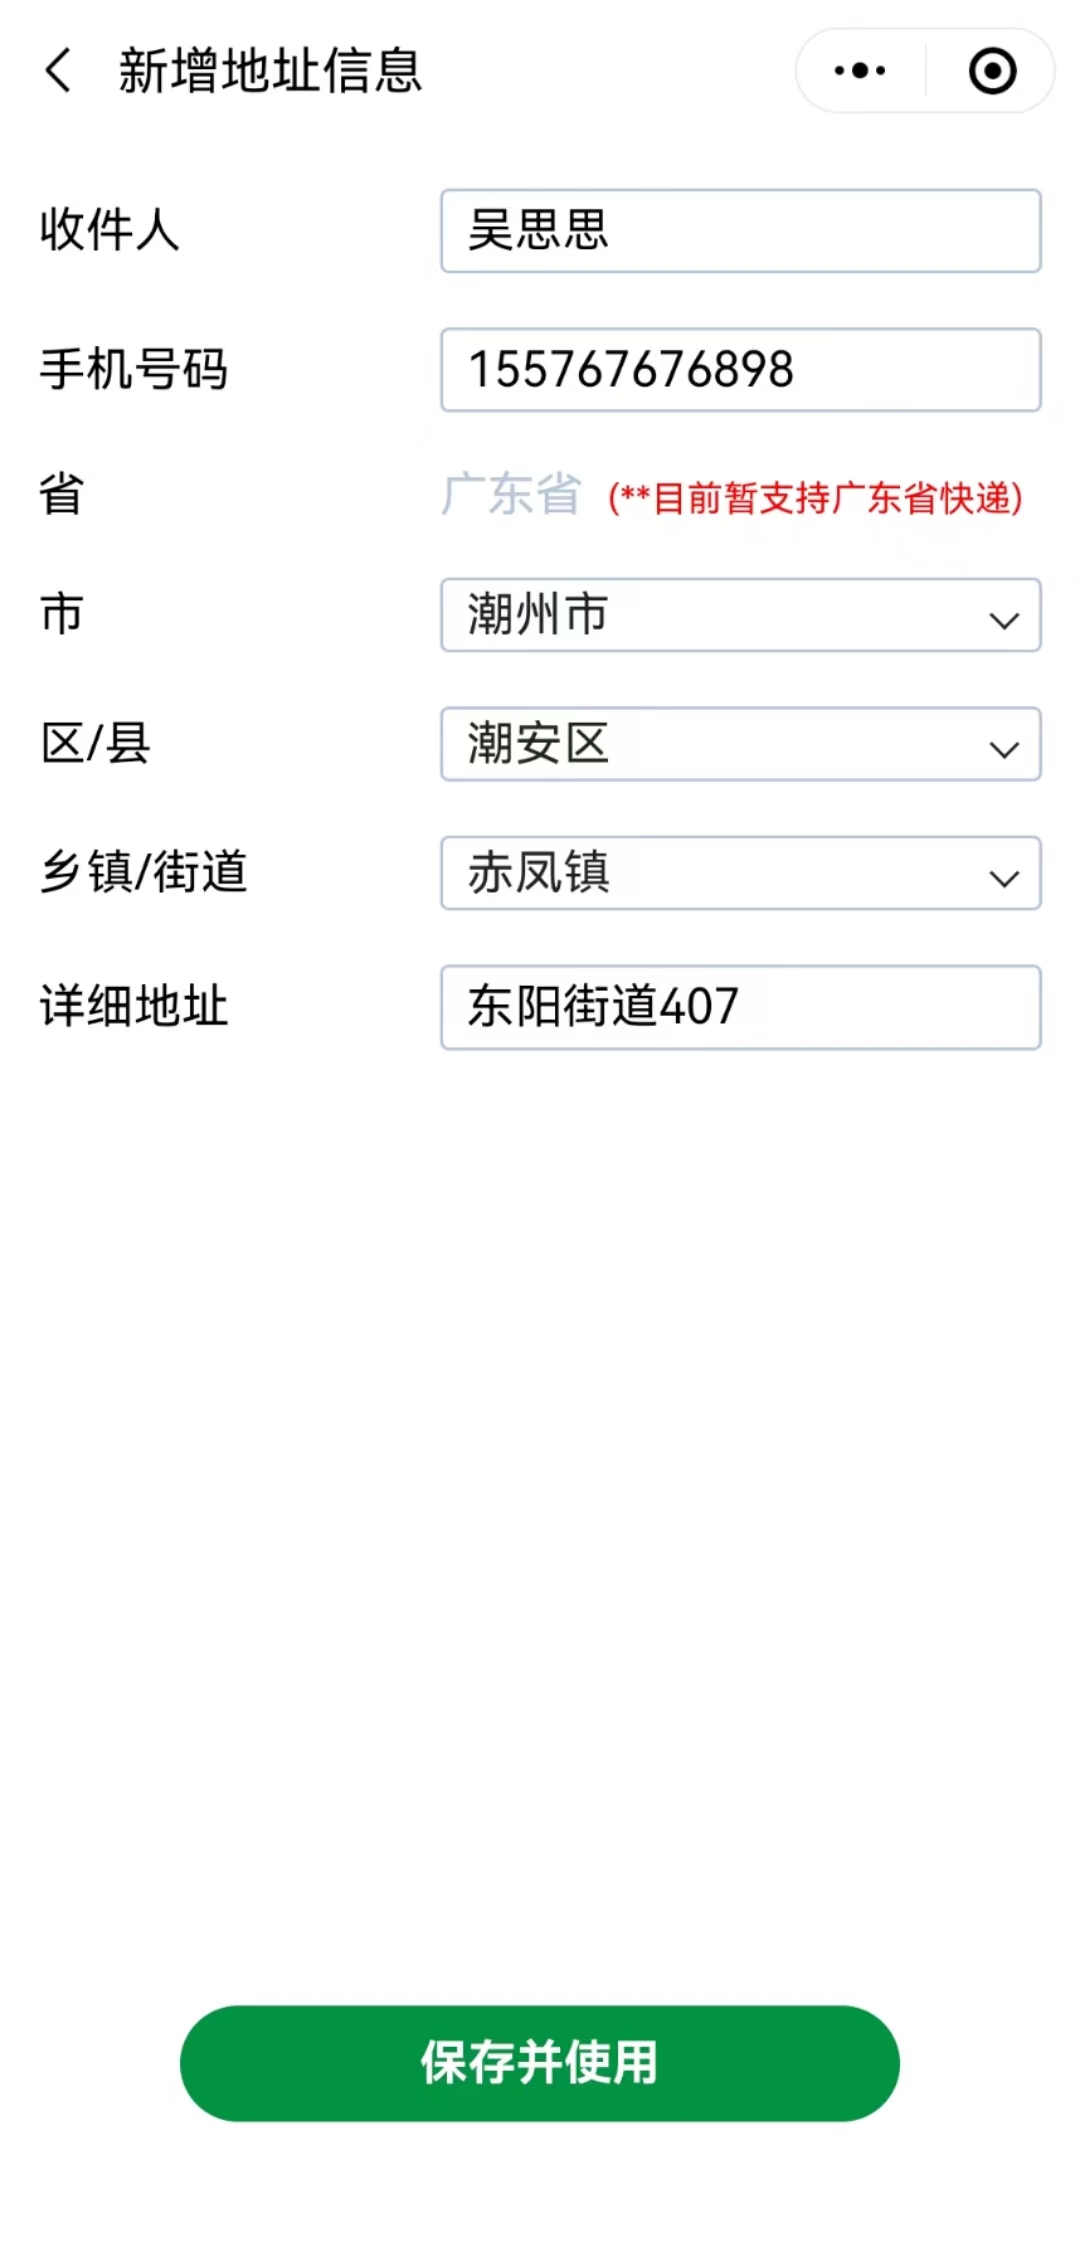 新增地址信息
收件人 吴思思
手机号码 155767676898
省 广东省 (**目前暂支持广东省快递)
市 潮州市
区/县 潮安区
乡镇/街道 赤凤镇
详细地址 东阳街道407
保存并使用